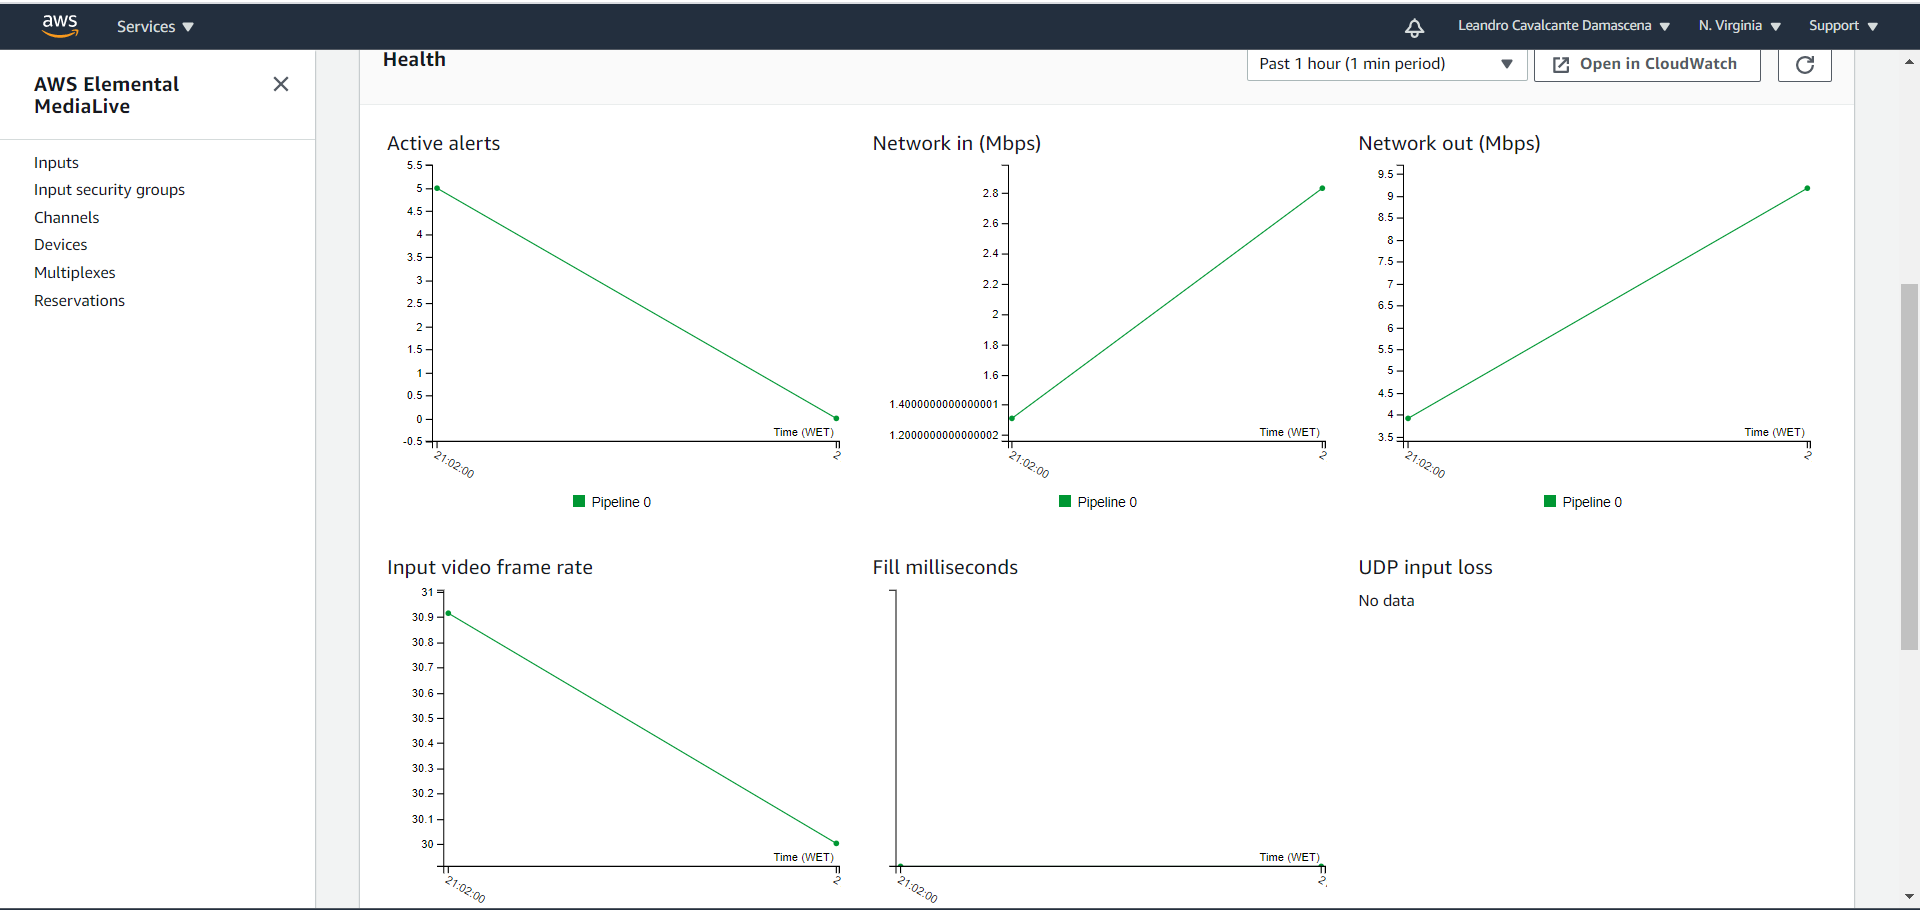 aws
Services
Leandro Cavalcante Damascena
N. Virginia
Support
AWS Elemental
MediaLive
Inputs
Input security groups
Channels
Devices
Multiplexes
Reservations
Health
Past 1 hour (1 min period)
Open in CloudWatch
Active alerts
5.5
5
4.5
4
3.5
3
2.5
2
1.5
1
0.5
0
-0.5
Time (WET)
21:02:00
2
Pipeline 0
Network in (Mbps)
2.8
2.6
2.4
2.2
2
1.8
1.6
1.4000000000000001
1.2000000000000002
Time (WET)
21:02:00
2
Pipeline 0
Network out (Mbps)
9.5
9
8.5
8
7.5
7
6.5
6
5.5
5
4.5
4
3.5
Time (WET)
21:02:00
2
Pipeline 0
Input video frame rate
31
30.9
30.8
30.7
30.6
30.5
30.4
30.3
30.2
30.1
30
Time (WET)
21:02:00
2
Fill milliseconds
Time (WET)
21:02:00
2.
UDP input loss
No data